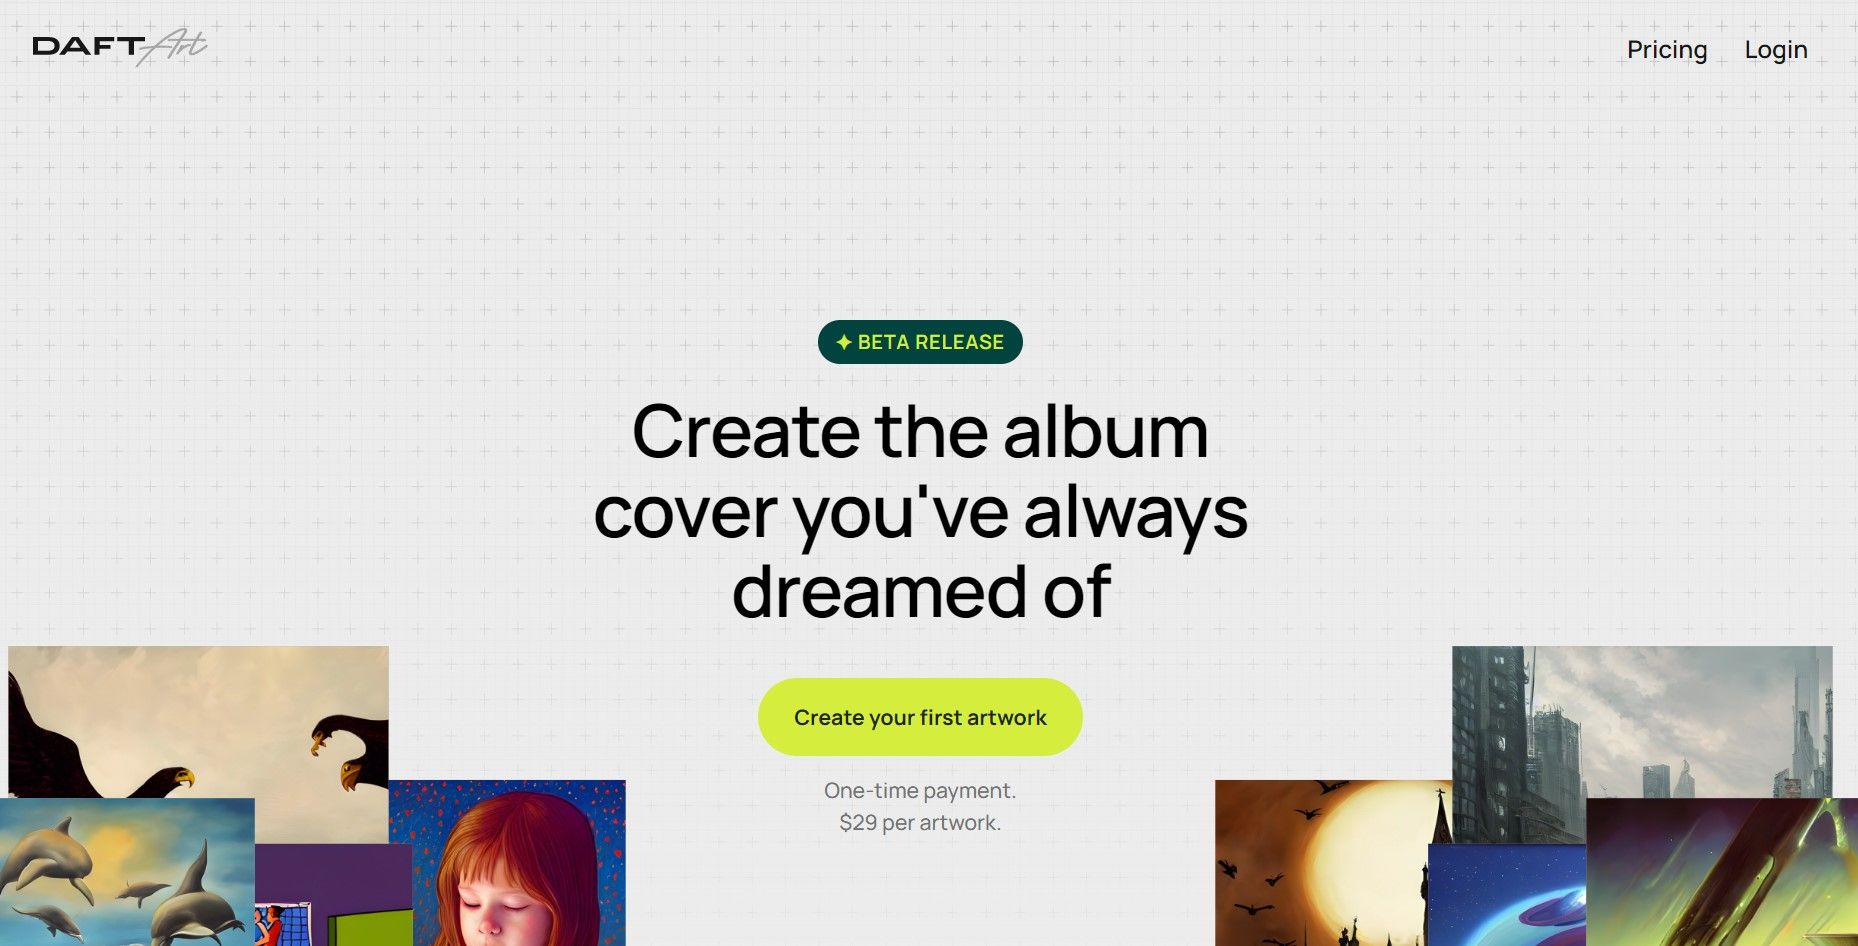 DAFT Art
Pricing
Login
✦ BETA RELEASE
Create the album
cover you've always
dreamed of
Create your first artwork
One-time payment.
$29 per artwork.